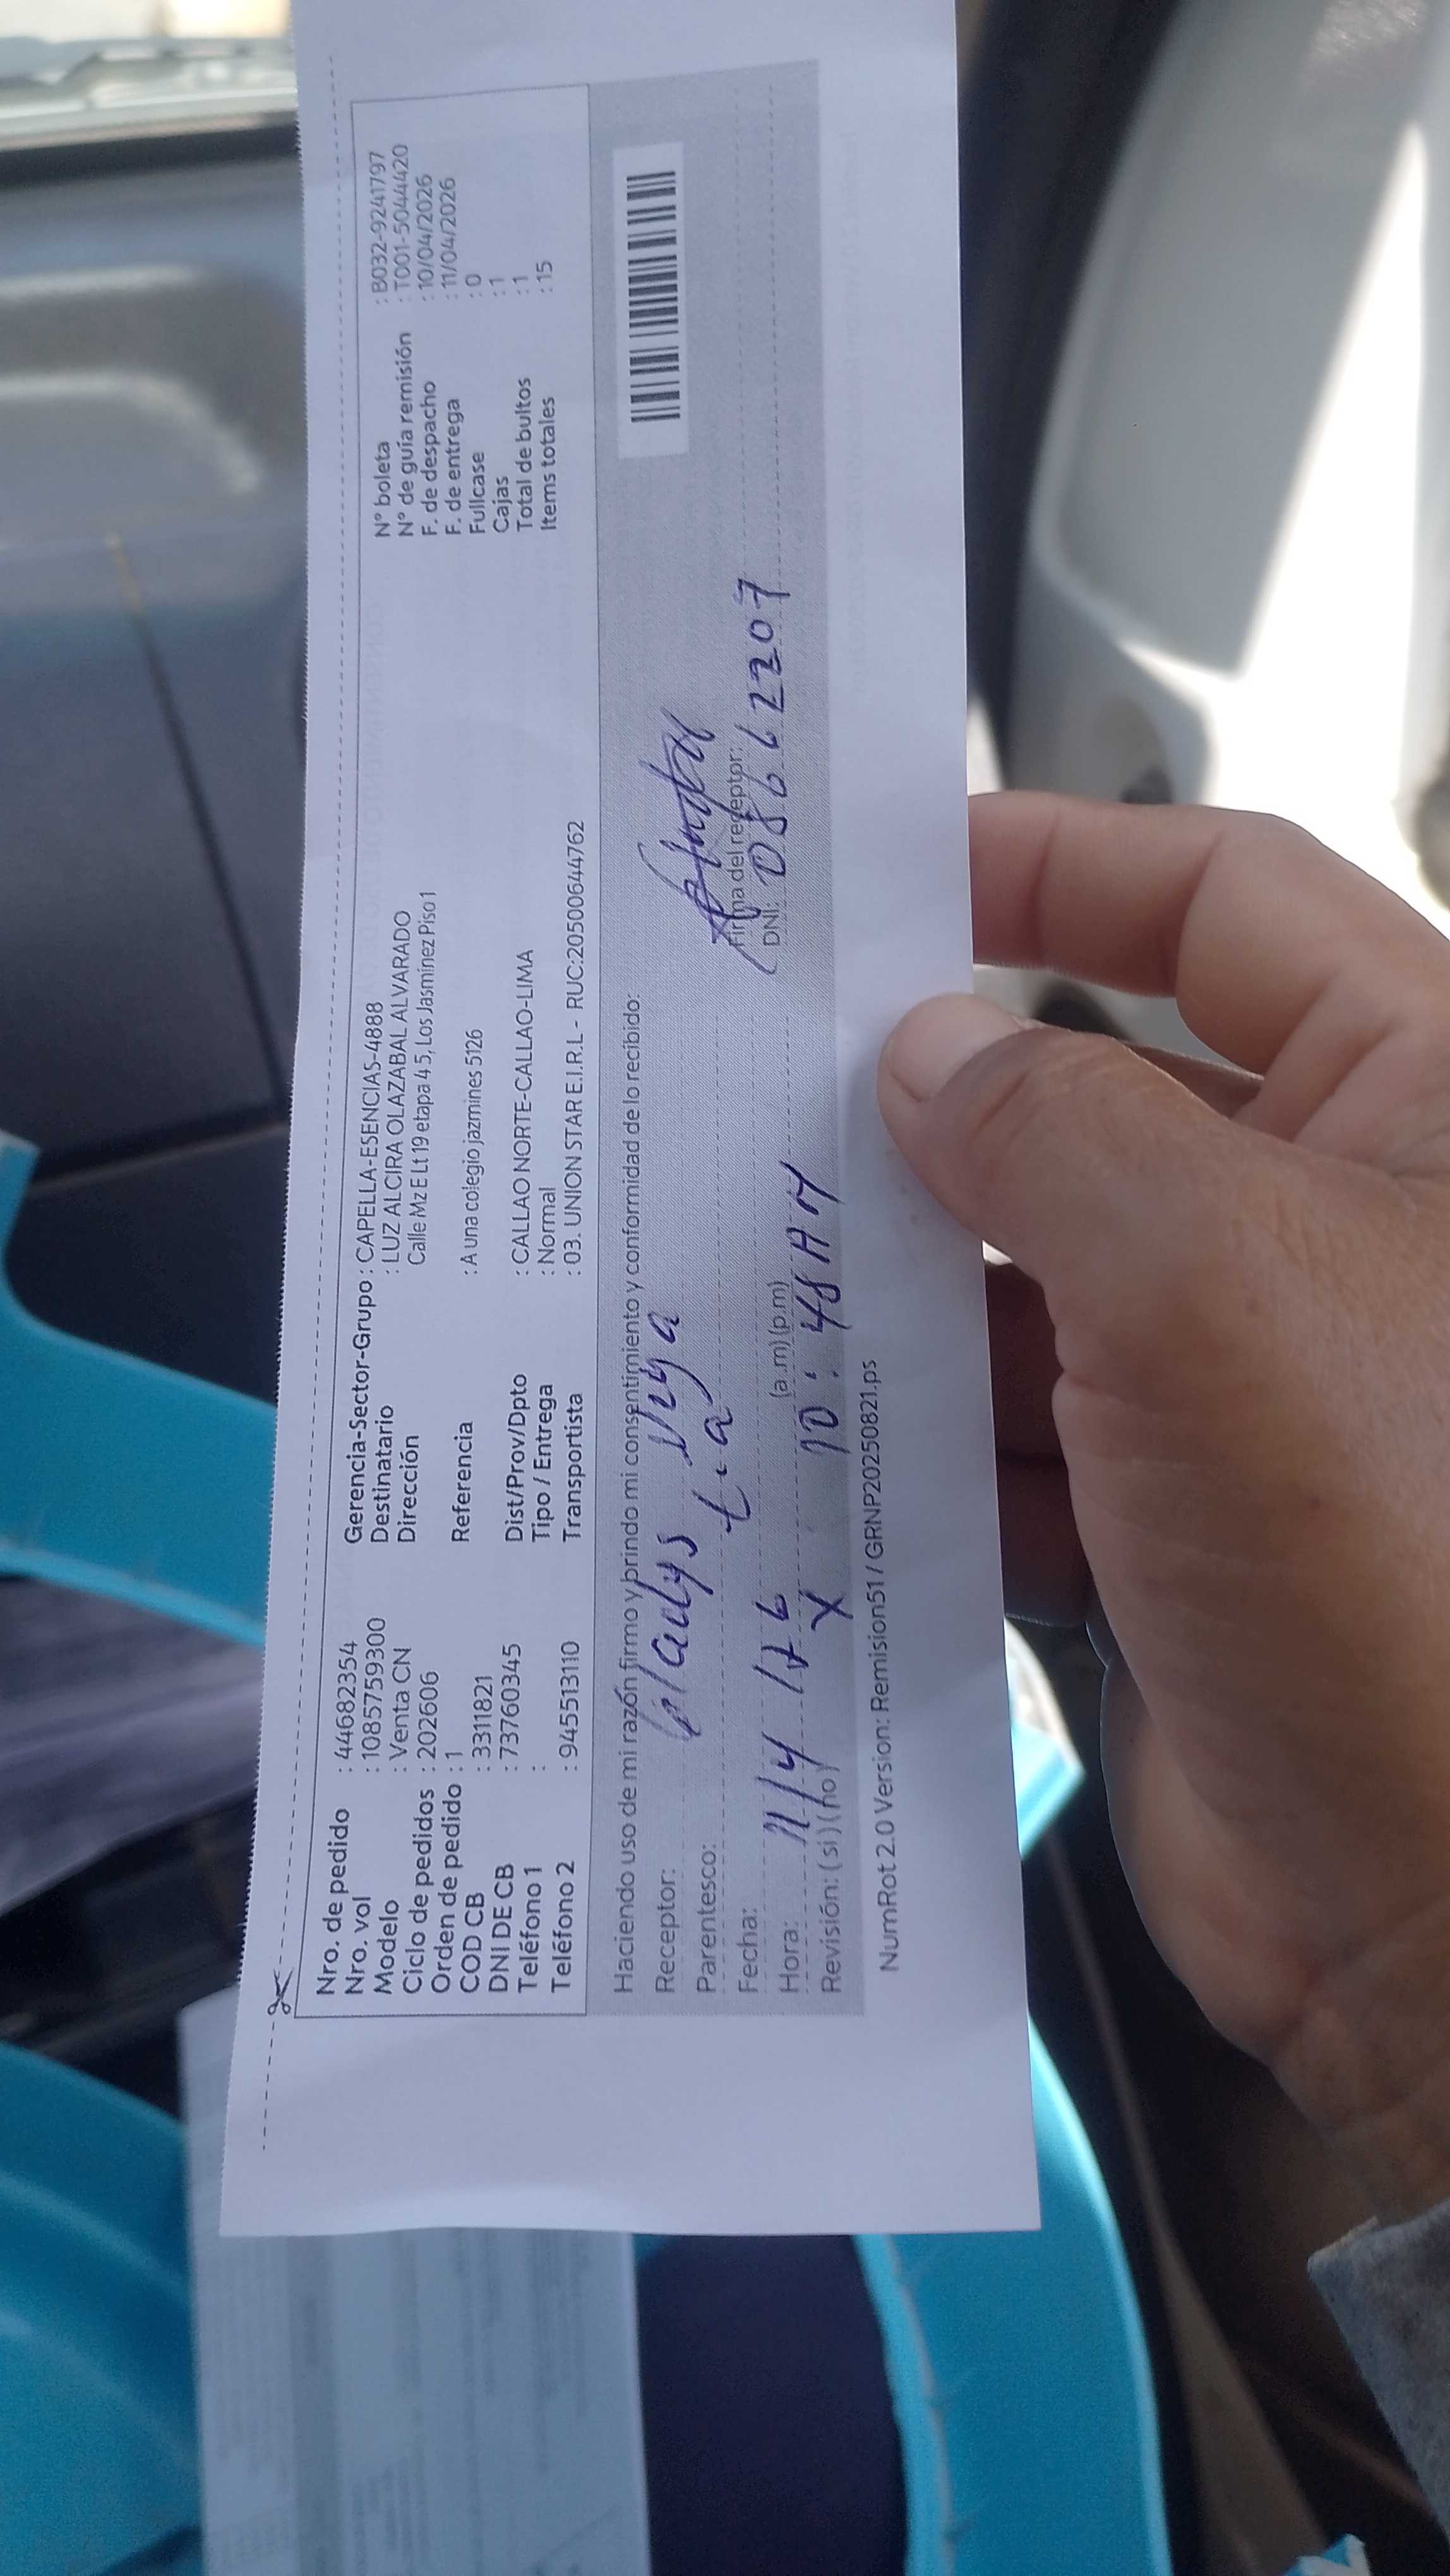 Nro. de pedido : 44682354
Nro. vol : 1085759300
Modelo : Venta CN
Ciclo de pedidos : 202606
Orden de pedido : 1
COD CB : 3311821
DNI DE CB : 73760345
Teléfono 1 :
Teléfono 2 : 945513110
Gerencia-Sector-Grupo : CAPELLA-ESENCIAS-4888
Destinatario : LUZ ALCIRA OLAZABAL ALVARADO
Dirección Calle Mz E Lt 19 etapa 4 5, Los Jasminez Piso 1
Referencia : A una colegio jazmines 5126
Dist/Prov/Dpto : CALLAO NORTE-CALLAO-LIMA
Tipo / Entrega : Normal
Transportista : 03. UNION STAR E.I.R.L - RUC:20500644762
N° boleta : B032-9241797
N° de guía remisión : T001-5044420
F. de despacho : 10/04/2026
F. de entrega : 11/04/2026
Fullcase : 0
Cajas : 1
Total de bultos : 1
Items totales : 15
Haciendo uso de mi razón firmo y brindo mi consentimiento y conformidad de lo recibido:
Receptor: Gladys Vega
Parentesco: tia
Fecha: 11/4/26
Hora: (a.m) (p.m) 10:48 AM
Revisión: ( si ) ( no ) X
Firma del receptor:
DNI: 08662207
NumRot 2.0 Version: Remision51 / GRNP20250821.ps